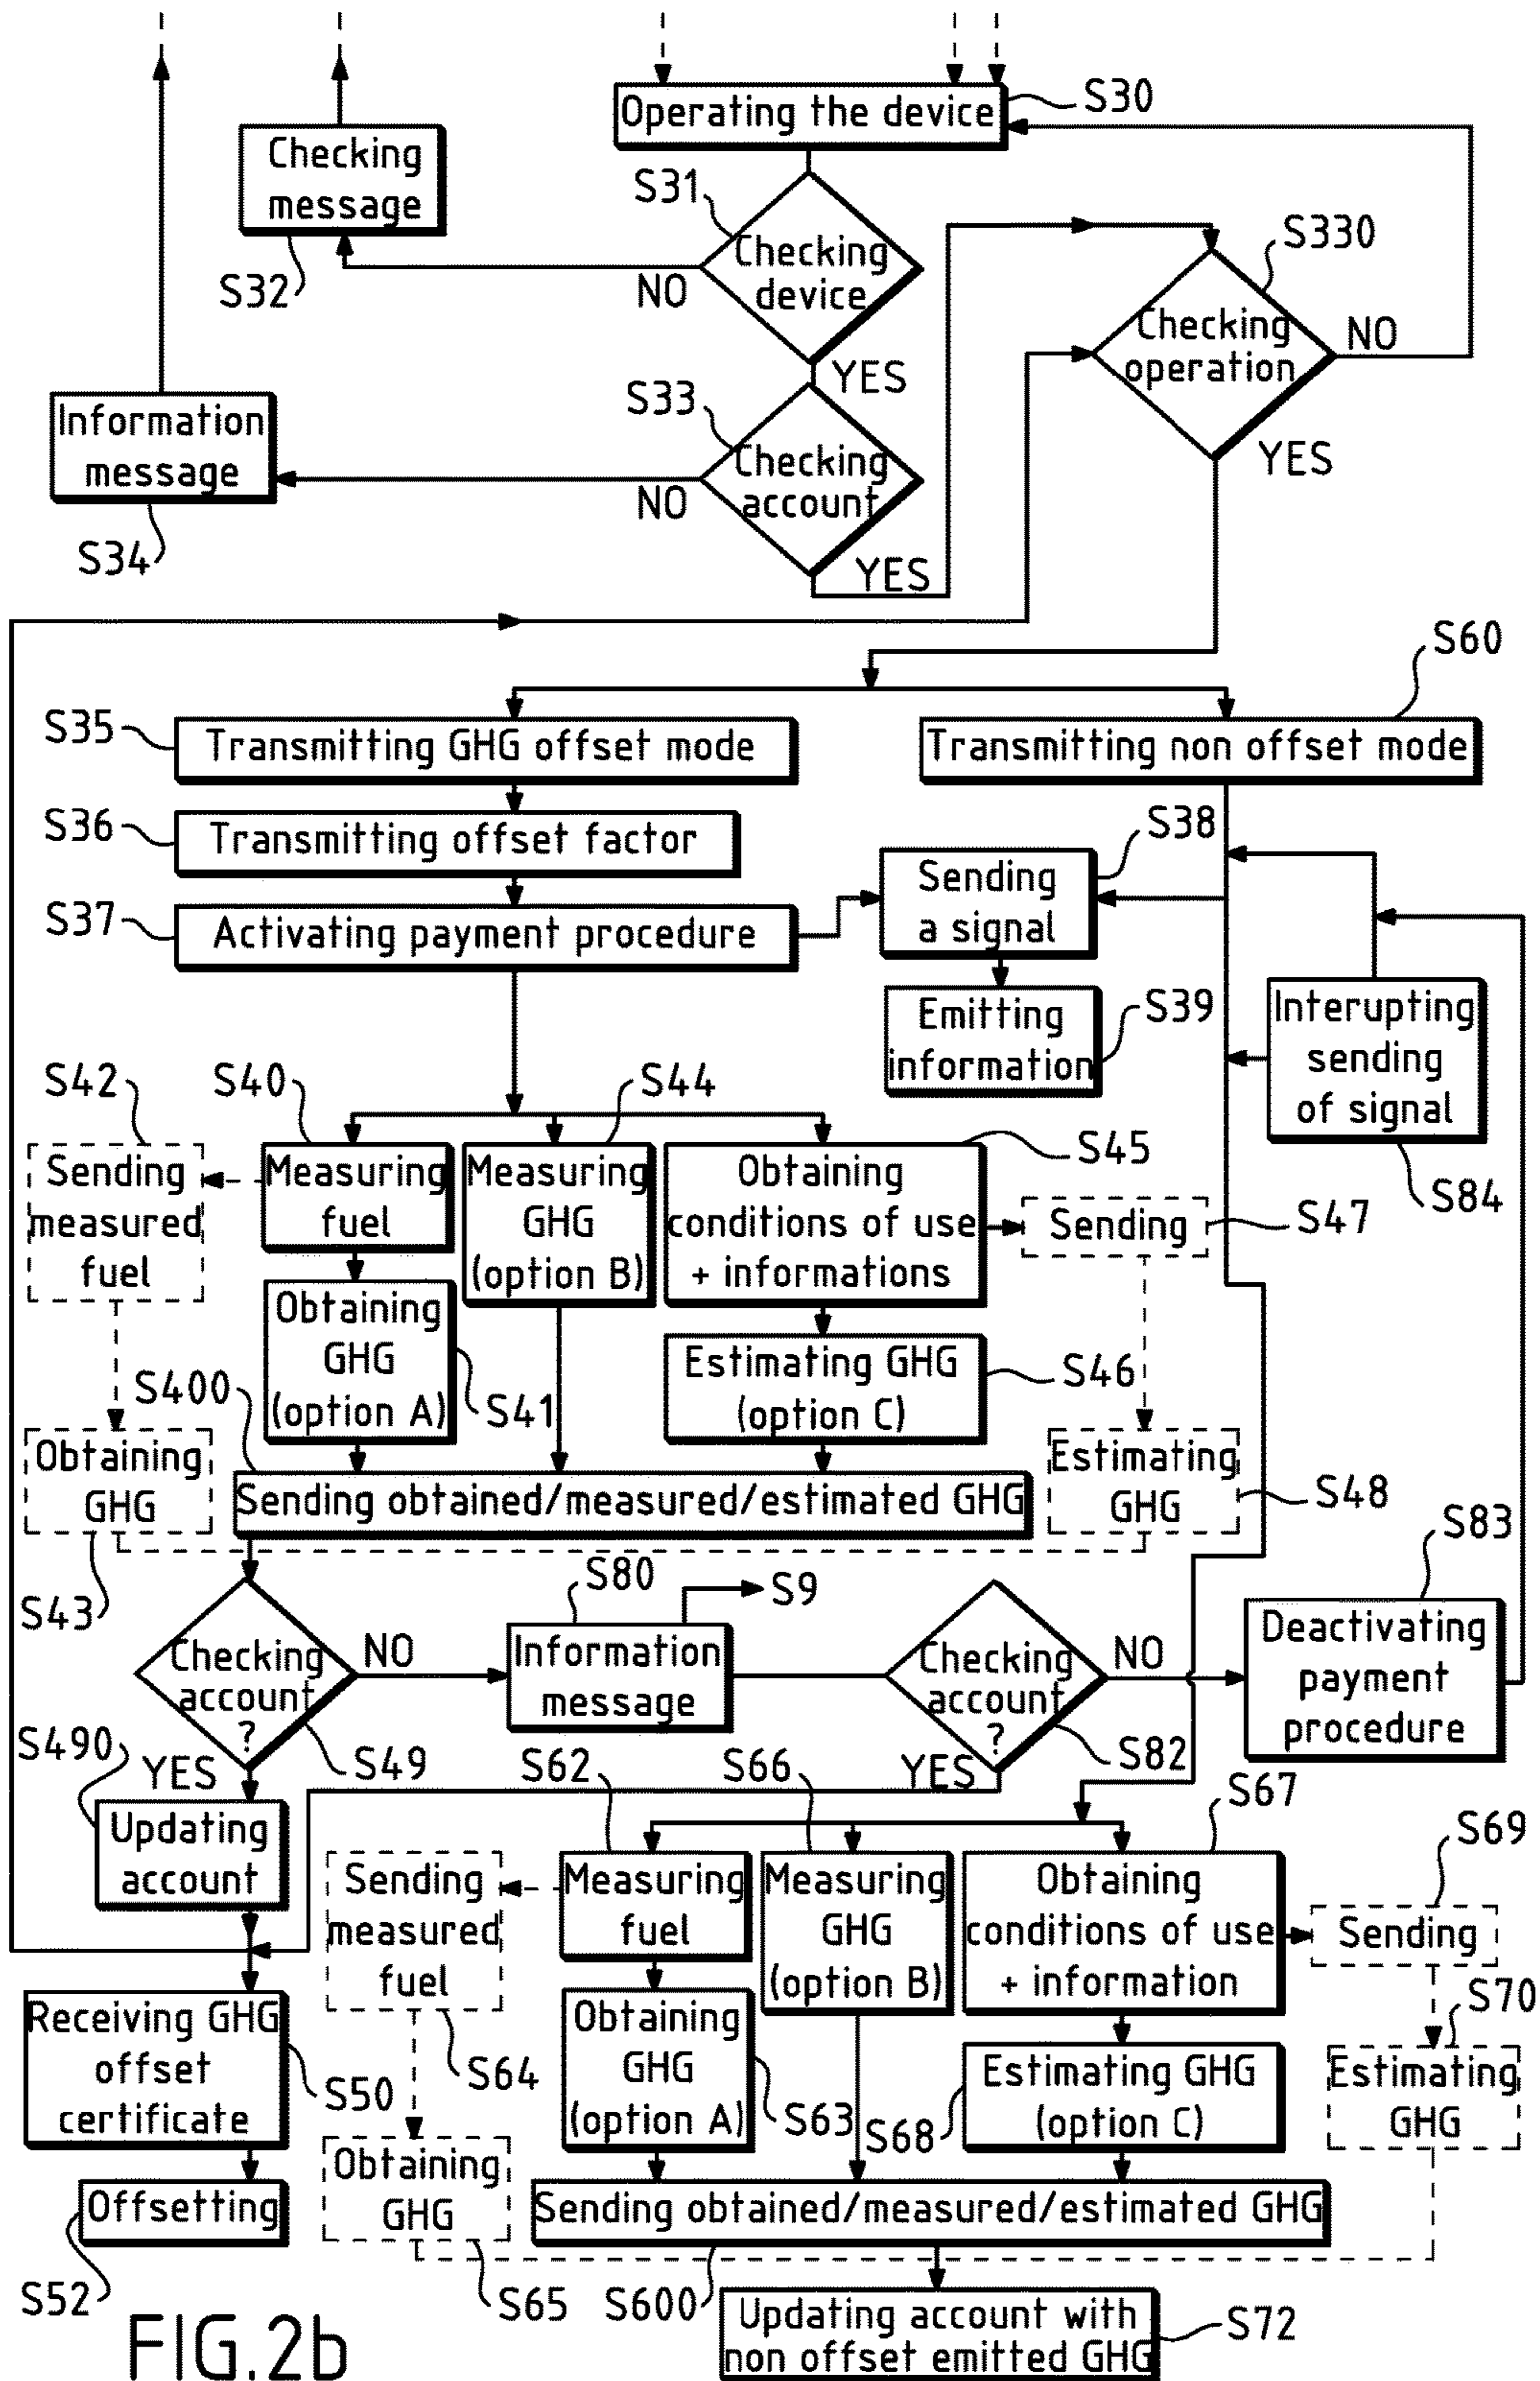 Operating the device
S30
Checking
message
S32
S31
Checking
device
NO
YES
S330
Checking
operation
NO
YES
Information
message
S34
S33
Checking
account
NO
YES
S60
S35
Transmitting GHG offset mode
Transmitting non offset mode
S36
Transmitting offset factor
S37
Activating payment procedure
S38
Sending
a signal
S39
Emitting
information
Interupting
sending
of signal
S84
S42
Sending
measured
fuel
S40
Measuring
fuel
S44
Measuring
GHG
(option B)
S45
Obtaining
conditions of use
+ informations
Sending
S47
Obtaining
GHG
(option A)
S41
Estimating GHG
(option C)
S46
S400
Obtaining
GHG
S43
Sending obtained/measured/estimated GHG
Estimating
GHG
S48
S83
Checking
account
?
S49
NO
YES
S80
Information
message
S9
Checking
account
?
S82
NO
YES
Deactivating
payment
procedure
S490
Updating
account
S62
S66
S67
S69
Sending
measured
fuel
S64
Measuring
fuel
Measuring
GHG
(option B)
Obtaining
conditions of use
+ information
Sending
S70
Receiving GHG
offset
certificate
S50
Obtaining
GHG
(option A)
S63
S68
Estimating GHG
(option C)
Estimating
GHG
Offsetting
S52
Obtaining
GHG
S65
Sending obtained/measured/estimated GHG
S600
Updating account with
non offset emitted GHG
S72
FIG.2b